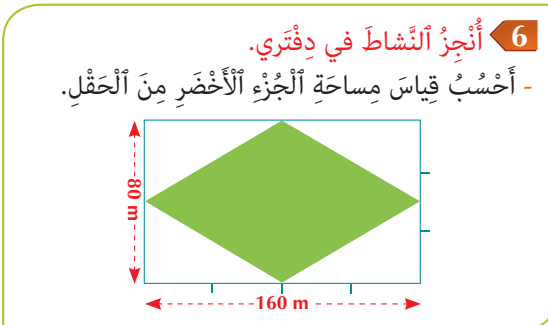 6 أُنْجِزُ ٱلنَّشاطَ في دِفْتَري.
- أَحْسُبُ قِياسَ مِساحَةِ ٱلْجُزْءِ ٱلْأَخْضَرِ مِنَ ٱلْحَقْلِ.
80 m
160 m